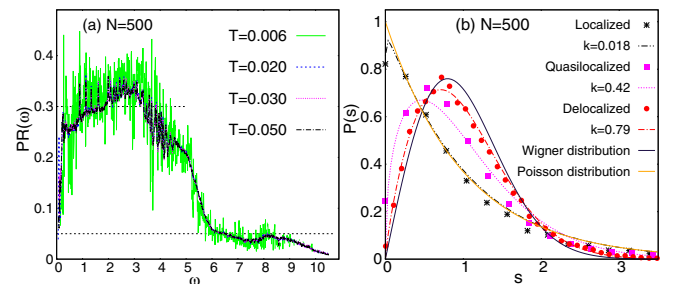 (a) N=500
PR(ω)
0.45
0.3
0.2
0.1
0.05
0
T=0.006
T=0.020
T=0.030
T=0.050
0 1 2 3 4 5 6 7 8 9 10
ω
(b) N=500
P(s)
1
0.8
0.6
0.4
0.2
0
Localized
k=0.018
Quasilocalized
k=0.42
Delocalized
k=0.79
Wigner distribution
Poisson distribution
0 1 2 3
s